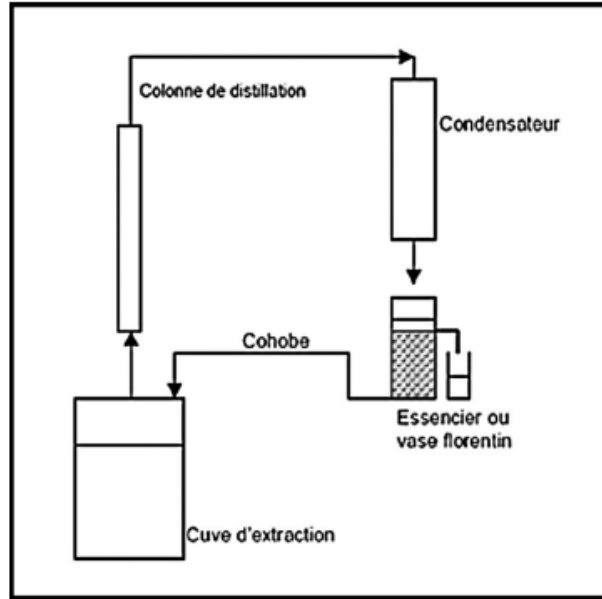 Colonne de distillation
Condensateur
Cohobe
Essencier ou
vase florentin
Cuve d'extraction